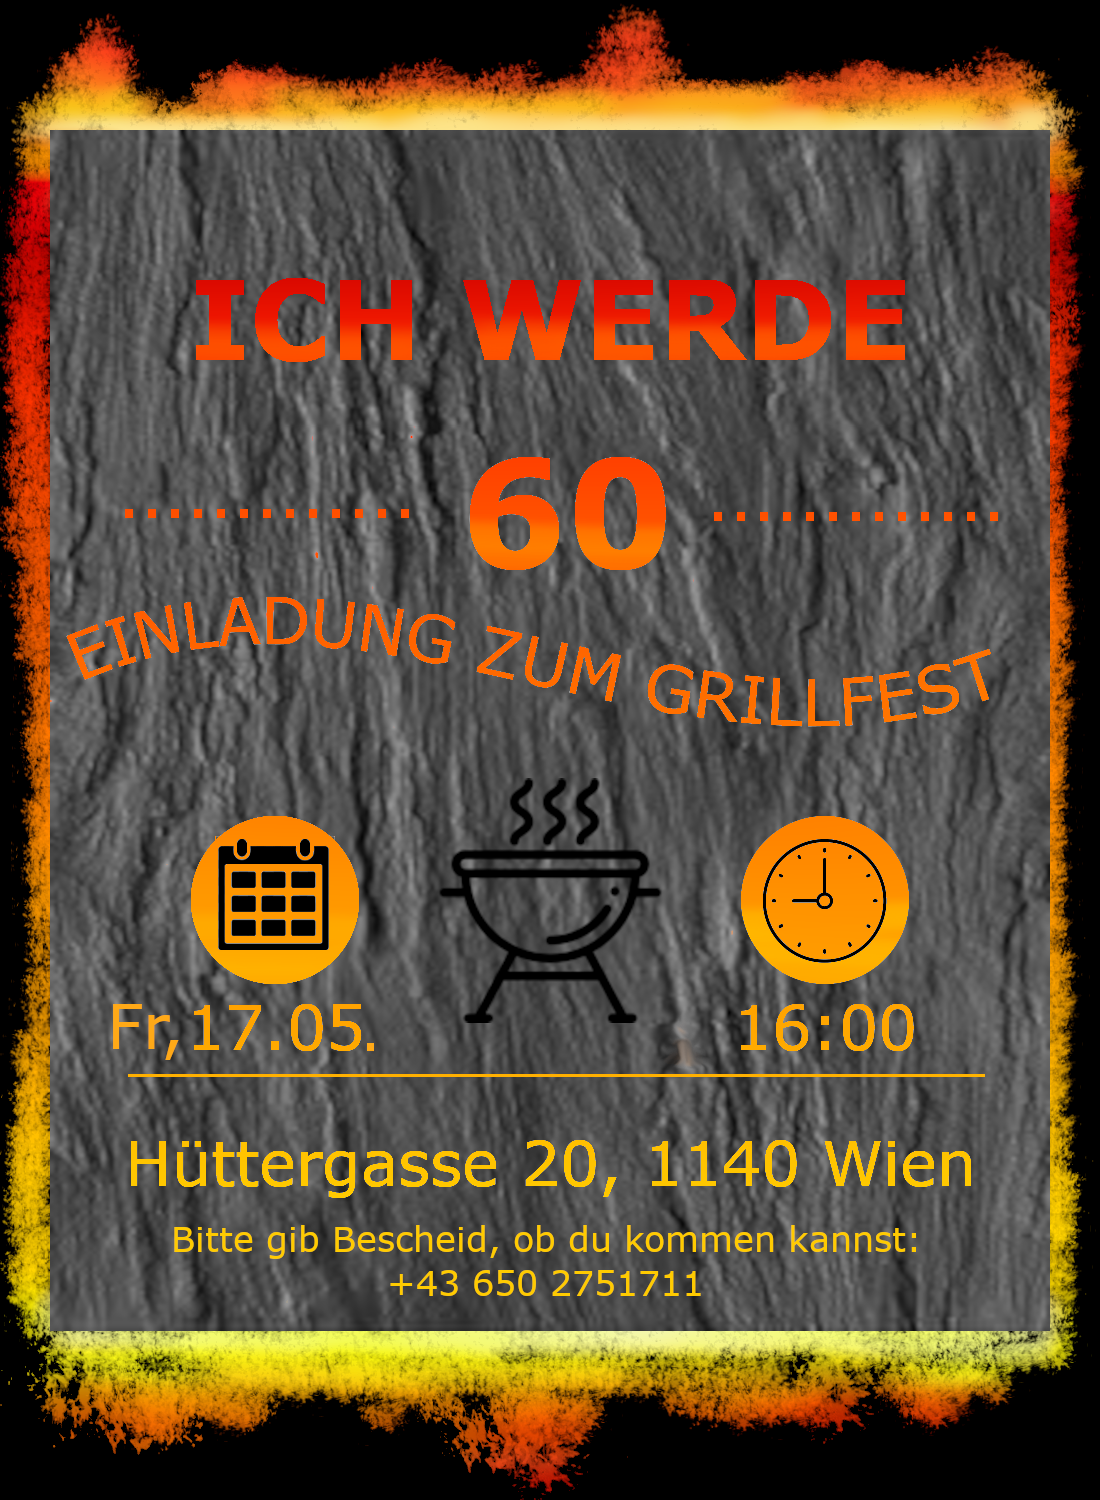 ICH WERDE
60
EINLADUNG ZUM GRILLFEST
Fr,17.05.
16:00
Hüttergasse 20, 1140 Wien
Bitte gib Bescheid, ob du kommen kannst:
+43 650 2751711